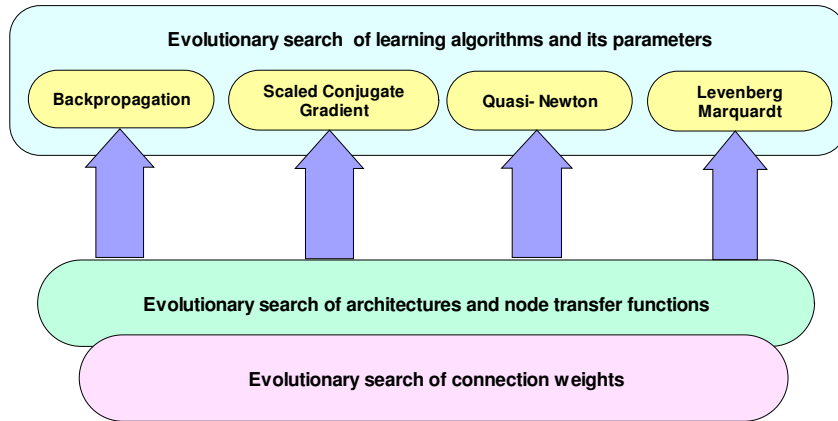 Evolutionary search of learning algorithms and its parameters
Backpropagation
Scaled Conjugate
Gradient
Quasi- Newton
Levenberg
Marquardt
Evolutionary search of architectures and node transfer functions
Evolutionary search of connection weights